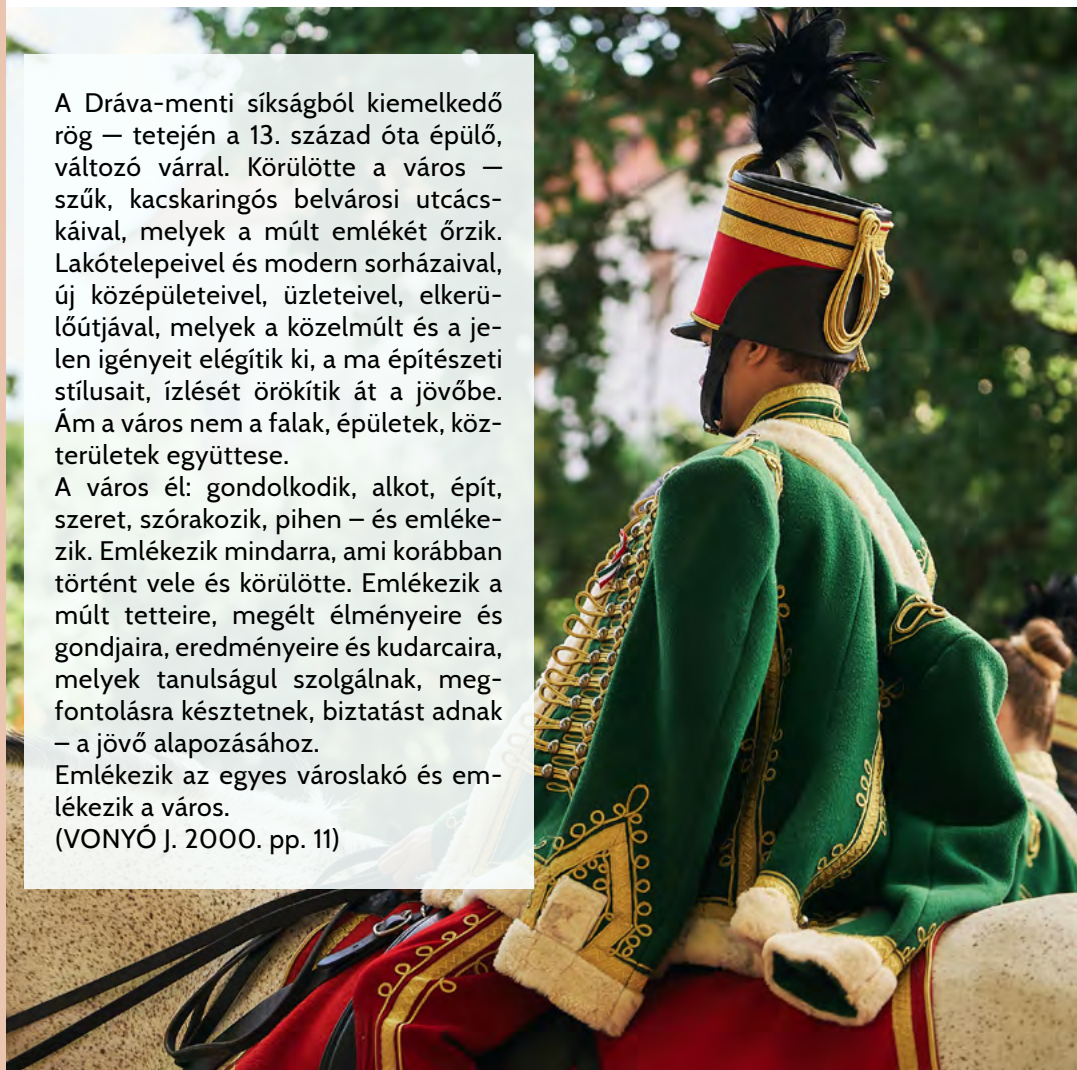 A Dráva-menti síkságból kiemelkedő
rög — tetején a 13. század óta épülő,
változó várral. Körülötte a város —
szűk, kacskaringós belvárosi utcács-
káival, melyek a múlt emlékét őrzik.
Lakótelepeivel és modern sorházaival,
új középületeivel, üzleteivel, elkerü-
lőútjával, melyek a közelmúlt és a je-
len igényeit elégítik ki, a ma építészeti
stílusait, ízlését örökítik át a jövőbe.
Ám a város nem a falak, épületek, köz-
területek együttese.
A város él: gondolkodik, alkot, épít,
szeret, szórakozik, pihen – és emléke-
zik. Emlékezik mindarra, ami korábban
történt vele és körülötte. Emlékezik a
múlt tetteire, megélt élményeire és
gondjaira, eredményeire és kudarcaira,
melyek tanulságul szolgálnak, meg-
fontolásra késztetnek, biztatást adnak
– a jövő alapozásához.
Emlékezik az egyes városlakó és em-
lékezik a város.
(VONYÓ J. 2000. pp. 11)